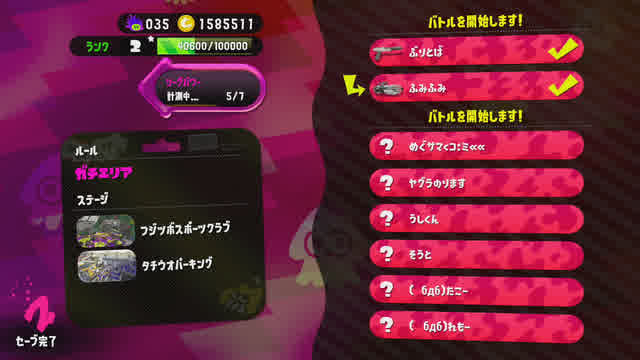 035 1585511
ランク 2 40600/100000
リーグパワー
計測中... 5/7
ルール
ガチエリア
ステージ
フジツボスポーツクラブ
タチウオパーキング
セーブ完了
バトルを開始します!
ぷりとば
ふみふみ
バトルを開始します!
? めぐサマ<コ:ミ««
? ヤグラのります
? うしくん
? そうと
? ( бдб)たこー
? ( бдб)れもー